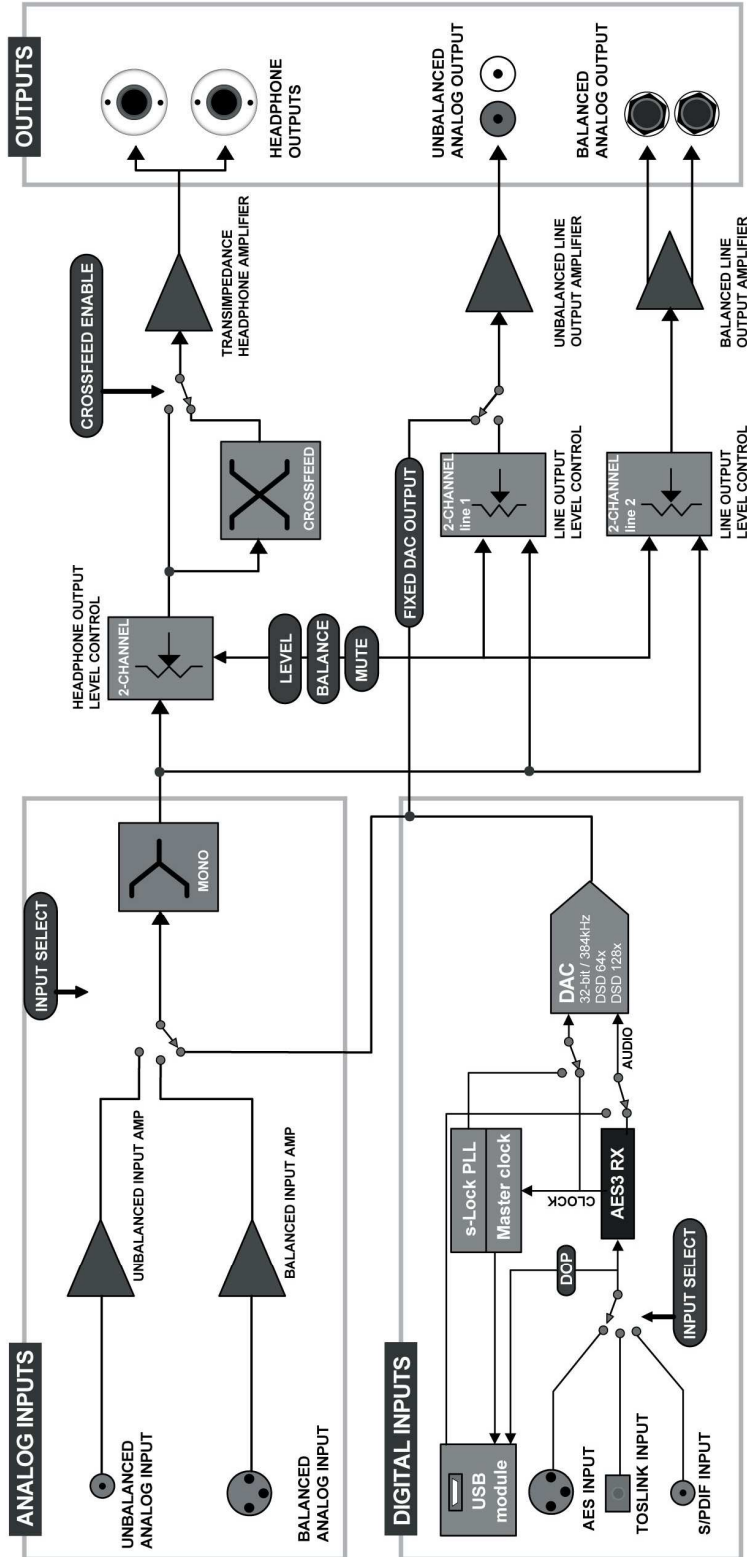 ANALOG INPUTS
UNBALANCED
ANALOG INPUT
BALANCED
ANALOG INPUT
UNBALANCED INPUT AMP
BALANCED INPUT AMP
INPUT SELECT
MONO
DIGITAL INPUTS
USB
module
AES INPUT
TOSLINK INPUT
S/PDIF INPUT
INPUT SELECT
DOP
s-Lock PLL
Master clock
CLOCK
AES3 RX
AUDIO
DAC
32-bit / 384kHz
DSD 64x
DSD 128x
HEADPHONE OUTPUT
LEVEL CONTROL
2-CHANNEL
LEVEL
BALANCE
MUTE
CROSSFEED ENABLE
CROSSFEED
TRANSIMPEDANCE
HEADPHONE AMPLIFIER
FIXED DAC OUTPUT
2-CHANNEL
line 1
LINE OUTPUT
LEVEL CONTROL
UNBALANCED LINE
OUTPUT AMPLIFIER
2-CHANNEL
line 2
LINE OUTPUT
LEVEL CONTROL
BALANCED LINE
OUTPUT AMPLIFIER
OUTPUTS
HEADPHONE
OUTPUTS
UNBALANCED
ANALOG OUTPUT
BALANCED
ANALOG OUTPUT